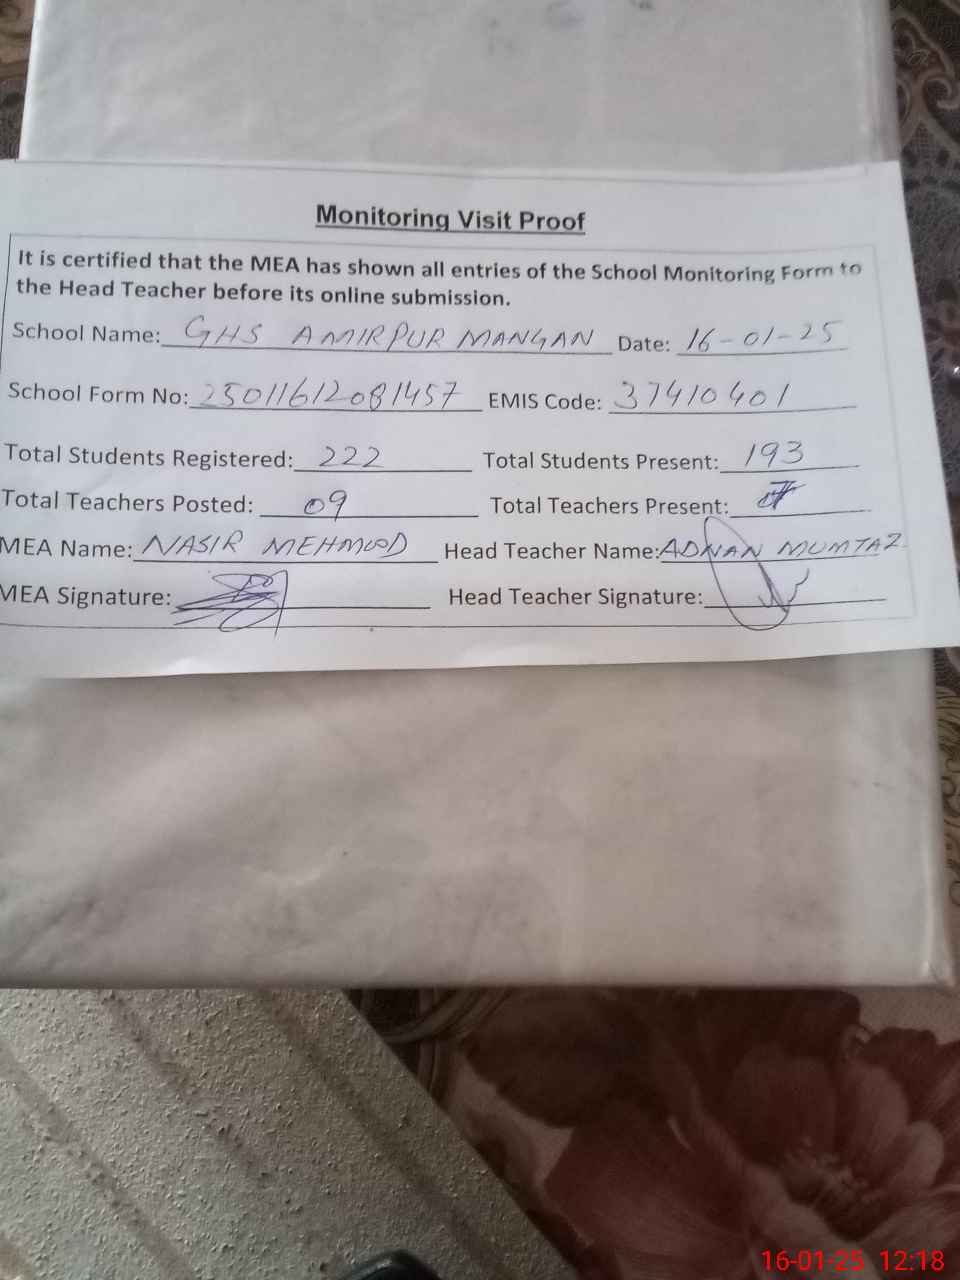 Monitoring Visit Proof
It is certified that the MEA has shown all entries of the School Monitoring Form to
the Head Teacher before its online submission.
School Name: GHS AMIRPUR MANGAN Date: 16-01-25
School Form No: 25011612081457 EMIS Code: 37410401
Total Students Registered: 222 Total Students Present: 193
Total Teachers Posted: 09 Total Teachers Present:
MEA Name: NASIR MEHMOOD Head Teacher Name: ADNAN MUMTAZ
MEA Signature: Head Teacher Signature:
16-01-25 12:18